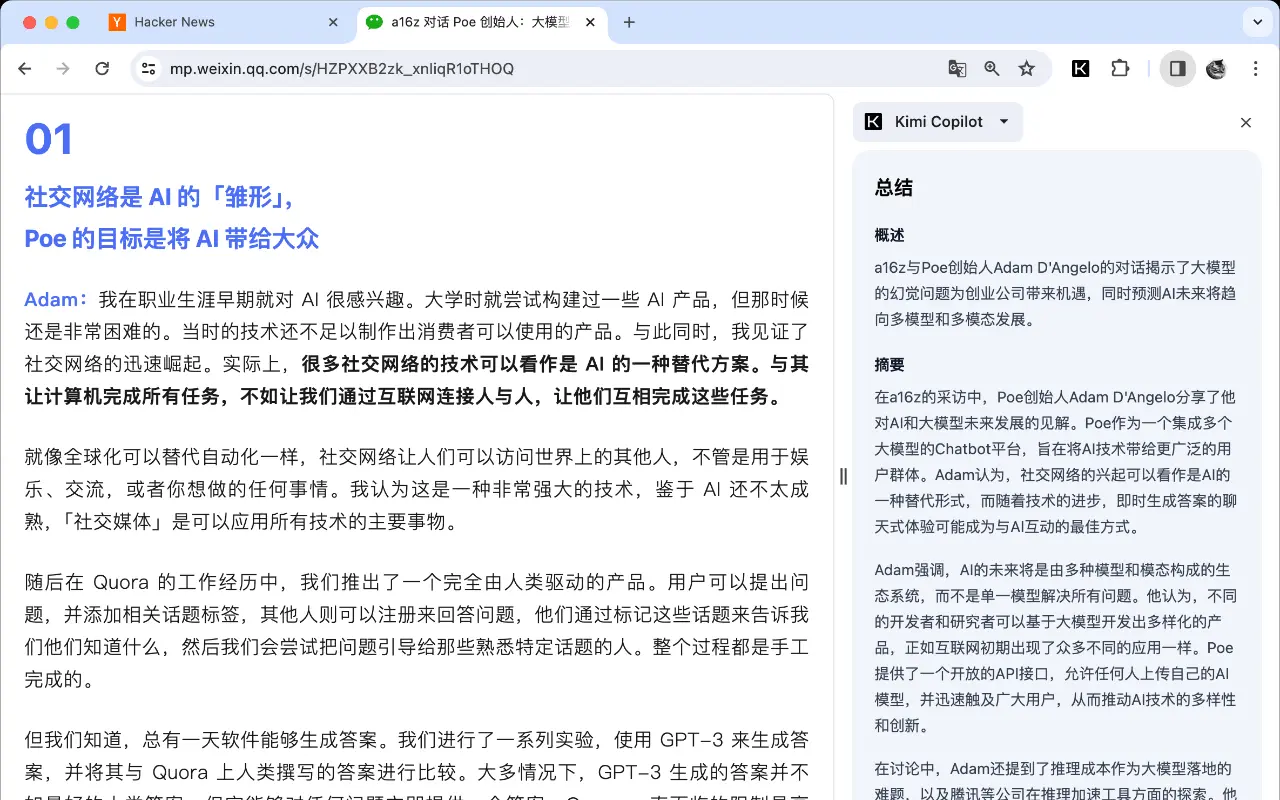 Hacker News
a16z 对话 Poe 创始人：大模型
mp.weixin.qq.com/s/HZPXXB2zk_xnIiqR1oTHOQ
01
社交网络是 AI 的「雏形」，
Poe 的目标是将 AI 带给大众
Adam：我在职业生涯早期就对 AI 很感兴趣。大学时就尝试构建过一些 AI 产品，但那时候
还是非常困难的。当时的技术还不足以制作出消费者可以使用的产品。与此同时，我见证了
社交网络的迅速崛起。实际上，很多社交网络的技术可以看作是 AI 的一种替代方案。与其
让计算机完成所有任务，不如让我们通过互联网连接人与人，让他们互相完成这些任务。
就像全球化可以替代自动化一样，社交网络让人们可以访问世界上的其他人，不管是用于娱
乐、交流，或者你想做的任何事情。我认为这是一种非常强大的技术，鉴于 AI 还不太成
熟，「社交媒体」是可以应用所有技术的主要事物。
随后在 Quora 的工作经历中，我们推出了一个完全由人类驱动的产品。用户可以提出问
题，并添加相关话题标签，其他人则可以注册来回答问题，他们通过标记这些话题来告诉我
们他们知道什么，然后我们会尝试把问题引导给那些熟悉特定话题的人。整个过程都是手工
完成的。
但我们知道，总有一天软件能够生成答案。我们进行了一系列实验，使用 GPT-3 来生成答
案，并将其与 Quora 上人类撰写的答案进行比较。大多情况下，GPT-3 生成的答案并不
Kimi Copilot
总结
概述
a16z与Poe创始人Adam D'Angelo的对话揭示了大模型
的幻觉问题为创业公司带来机遇，同时预测AI未来将趋
向多模型和多模态发展。
摘要
在a16z的采访中，Poe创始人Adam D'Angelo分享了他
对AI和大模型未来发展的见解。Poe作为一个集成多个
大模型的Chatbot平台，旨在将AI技术带给更广泛的用
户群体。Adam认为，社交网络的兴起可以看作是AI的
一种替代形式，而随着技术的进步，即时生成答案的聊
天式体验可能成为与AI互动的最佳方式。
Adam强调，AI的未来将是由多种模型和模态构成的生
态系统，而不是单一模型解决所有问题。他认为，不同
的开发者和研究者可以基于大模型开发出多样化的产
品，正如互联网初期出现了众多不同的应用一样。Poe
提供了一个开放的API接口，允许任何人上传自己的AI
模型，并迅速触及广大用户，从而推动AI技术的多样性
和创新。
在讨论中，Adam还提到了推理成本作为大模型落地的
难题，以及腾讯等公司在推理加速工具方面的探索。他